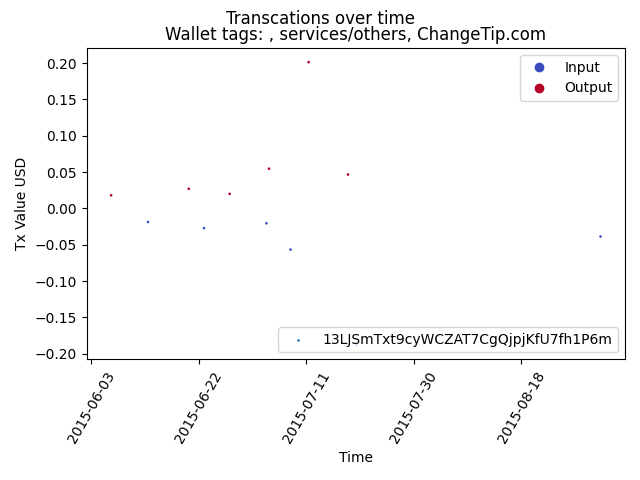 Transcations over time
Wallet tags: , services/others, ChangeTip.com
Input
Output
0.20
0.15
0.10
0.05
0.00
−0.05
−0.10
−0.15
−0.20
Tx Value USD
13LJSmTxt9cyWCZAT7CgQjpjKfU7fh1P6m
2015-06-03
2015-06-22
2015-07-11
2015-07-30
2015-08-18
Time